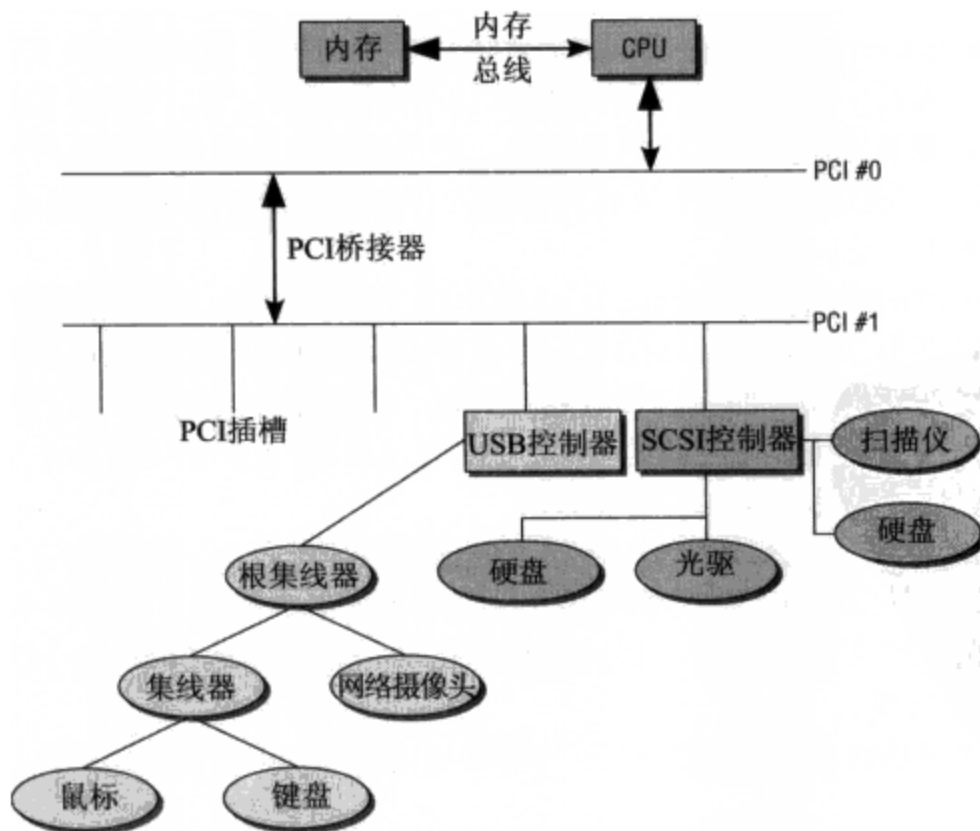 内存
内存
总线
CPU
PCI #0
PCI桥接器
PCI #1
PCI插槽
USB控制器
SCSI控制器
扫描仪
硬盘
根集线器
硬盘
光驱
集线器
网络摄像头
鼠标
键盘